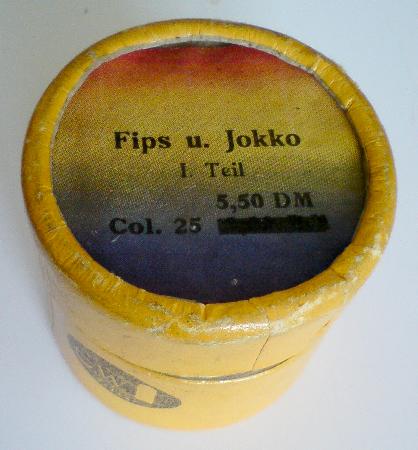 Fips u. Jokko
I. Teil
5,50 DM
Col. 25